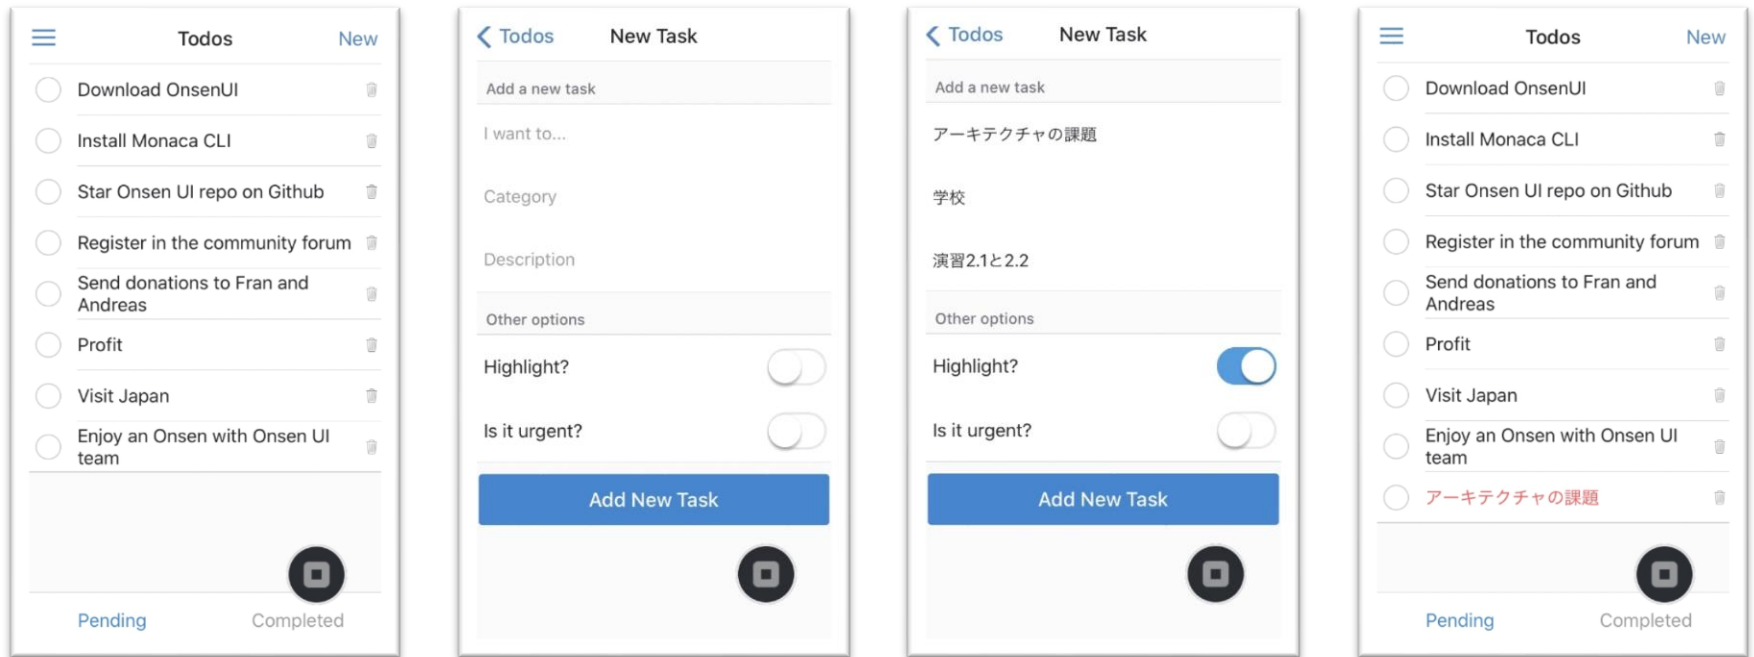 Todos
New
Download OnsenUI
Install Monaca CLI
Star Onsen UI repo on Github
Register in the community forum
Send donations to Fran and
Andreas
Profit
Visit Japan
Enjoy an Onsen with Onsen UI
team
Pending
Completed
Todos
New Task
Add a new task
I want to...
Category
Description
Other options
Highlight?
Is it urgent?
Add New Task
Todos
New Task
Add a new task
アーキテクチャの課題
学校
演習2.1と2.2
Other options
Highlight?
Is it urgent?
Add New Task
Todos
New
Download OnsenUI
Install Monaca CLI
Star Onsen UI repo on Github
Register in the community forum
Send donations to Fran and
Andreas
Profit
Visit Japan
Enjoy an Onsen with Onsen UI
team
アーキテクチャの課題
Pending
Completed